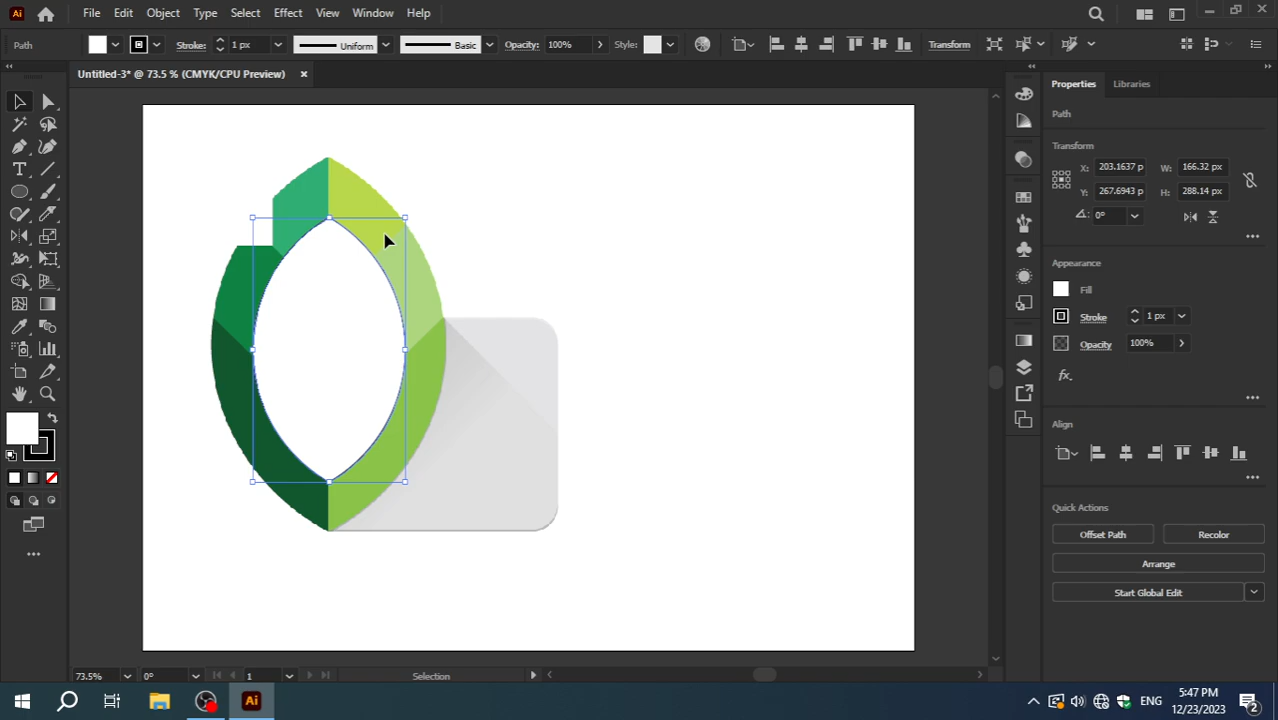 Ai File Edit Object Type Select Effect View Window Help
Path Stroke: 1 px Uniform Basic Opacity: 100% Style: Transform
Untitled-3* @ 73.5 % (CMYK/CPU Preview)
Properties Libraries
Path
Transform
X: 203.1637 p W: 166.32 px
Y: 267.6943 p H: 288.14 px
0°
Appearance
Fill
Stroke 1 px
Opacity 100%
fx.
Align
Quick Actions
Offset Path Recolor
Arrange
Start Global Edit
73.5% 0° 1 Selection
Ai ENG 5:47 PM
12/23/2023 2